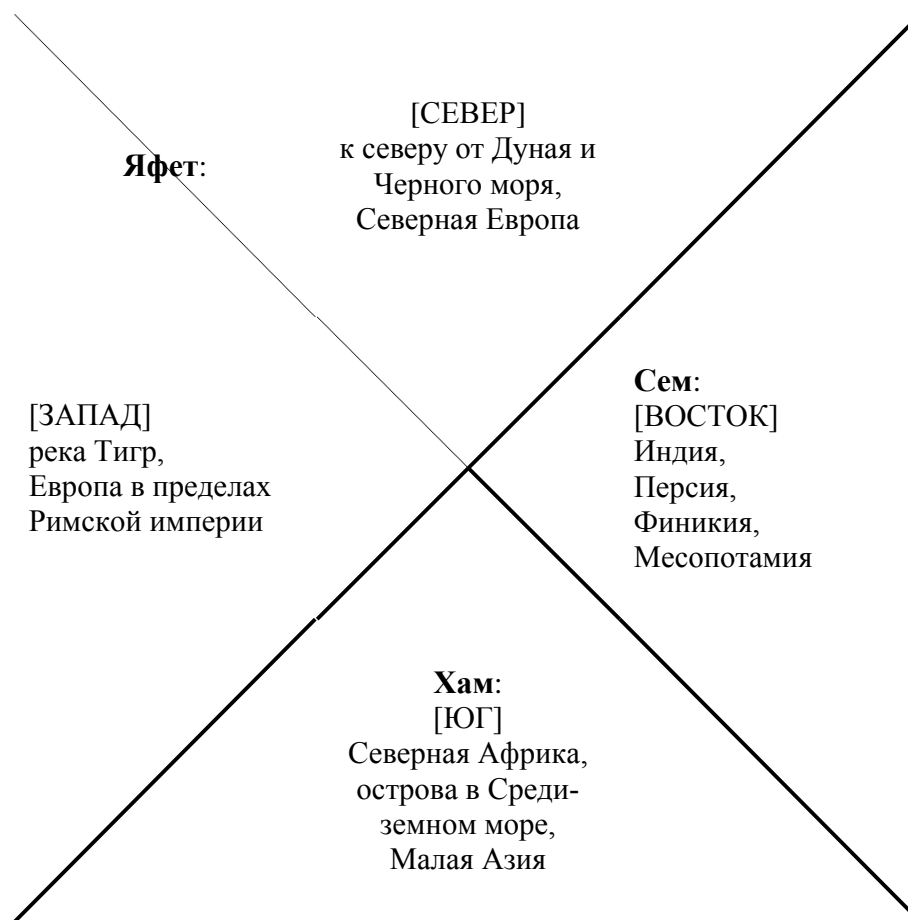 [СЕВЕР]
Яфет:
к северу от Дуная и
Черного моря,
Северная Европа
[ЗАПАД]
река Тигр,
Европа в пределах
Римской империи
Сем:
[ВОСТОК]
Индия,
Персия,
Финикия,
Месопотамия
Хам:
[ЮГ]
Северная Африка,
острова в Среди-
земном море,
Малая Азия